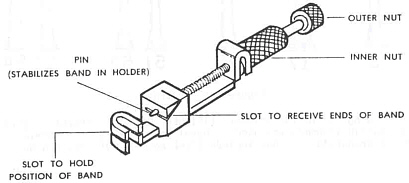 OUTER NUT
INNER NUT
PIN
(STABILIZES BAND IN HOLDER)
SLOT TO RECEIVE ENDS OF BAND
SLOT TO HOLD
POSITION OF BAND